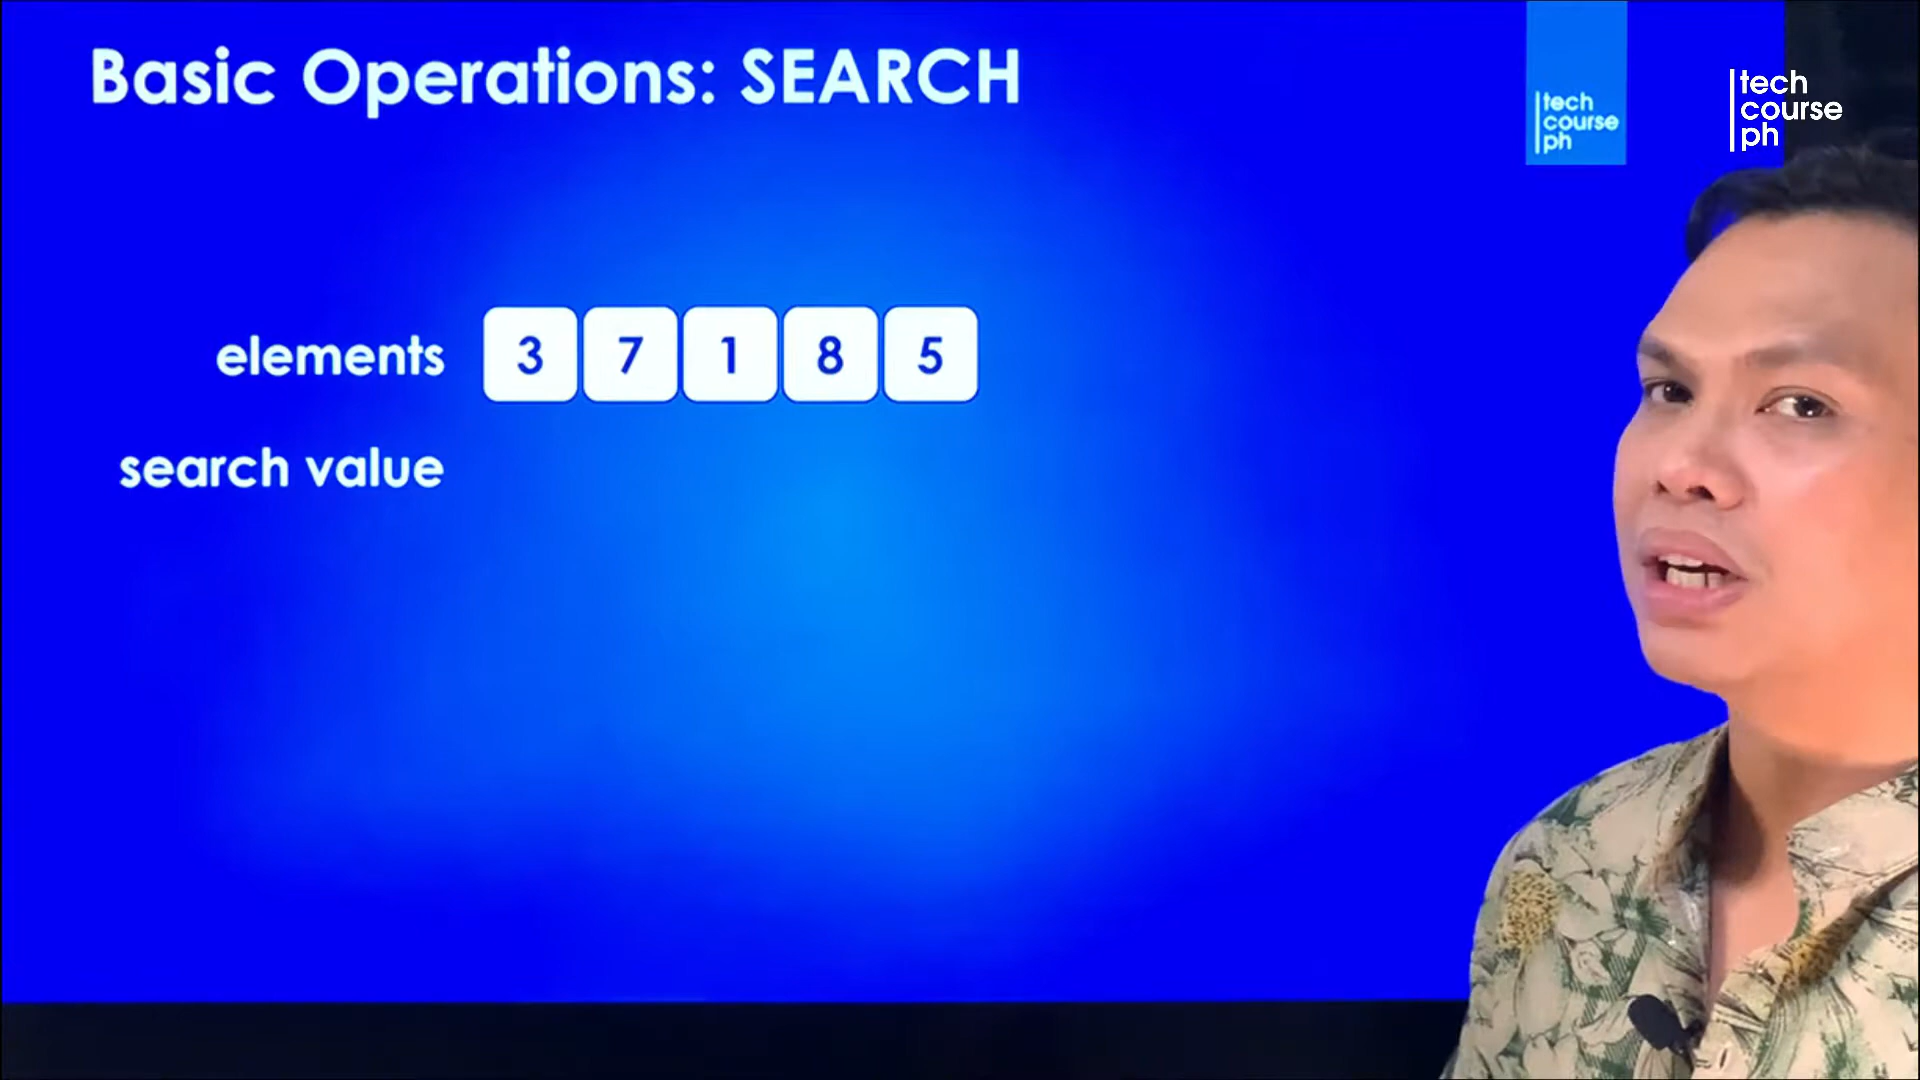 Basic Operations: SEARCH
tech
course
ph
tech
course
ph
elements 3 7 1 8 5
search value